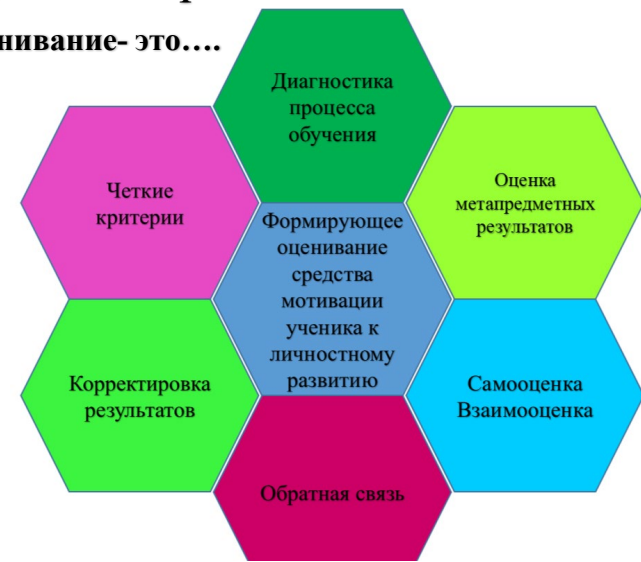 нивание- это….
Диагностика
процесса
обучения
Четкие
критерии
Оценка
метапредметных
результатов
Формирующее
оценивание
средства
мотивации
ученика к
личностному
развитию
Корректировка
результатов
Самооценка
Взаимооценка
Обратная связь